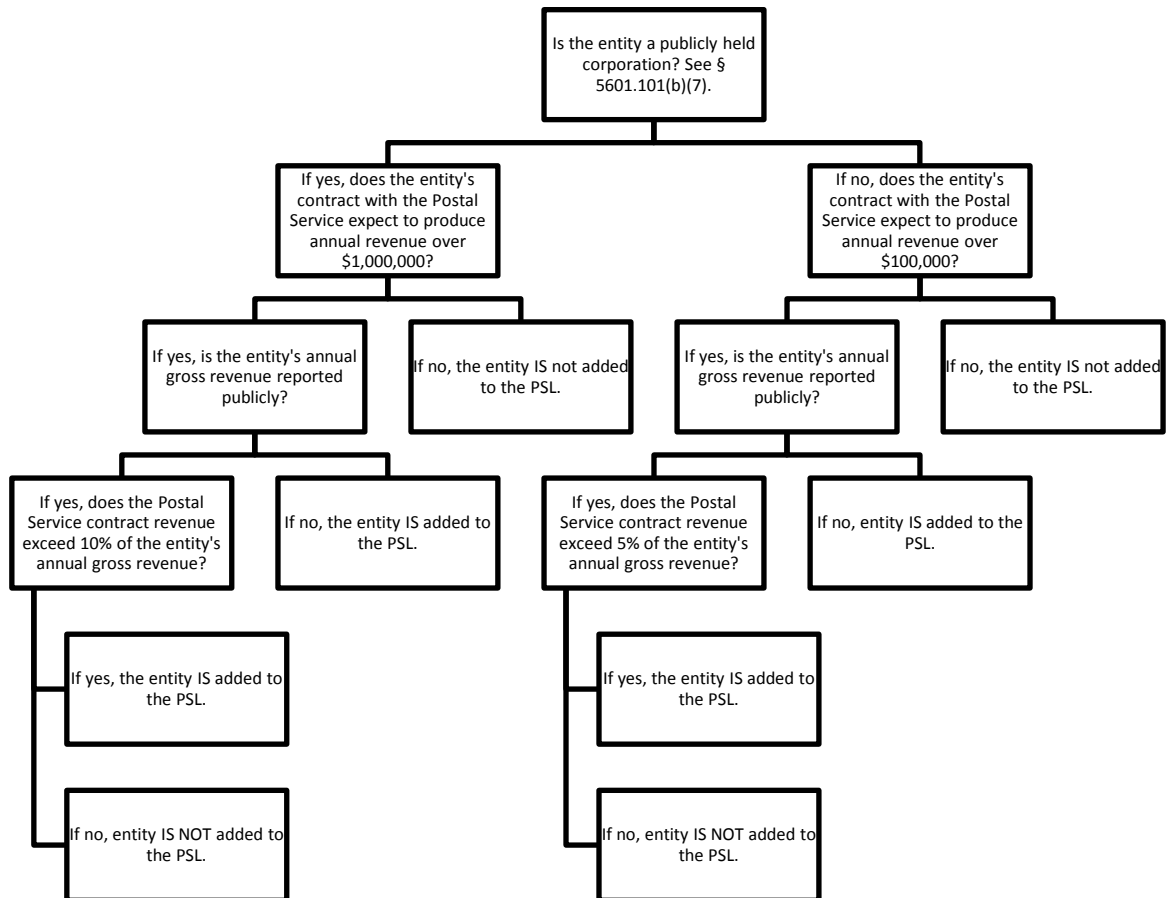 Is the entity a publicly held
corporation? See §
5601.101(b)(7).
If yes, does the entity's
contract with the Postal
Service expect to produce
annual revenue over
$1,000,000?
If no, does the entity's
contract with the Postal
Service expect to produce
annual revenue over
$100,000?
If yes, is the entity's annual
gross revenue reported
publicly?
If no, the entity IS not added
to the PSL.
If yes, is the entity's annual
gross revenue reported
publicly?
If no, the entity IS not added
to the PSL.
If yes, does the Postal
Service contract revenue
exceed 10% of the entity's
annual gross revenue?
If no, the entity IS added to
the PSL.
If yes, does the Postal
Service contract revenue
exceed 5% of the entity's
annual gross revenue?
If no, entity IS added to the
PSL.
If yes, the entity IS added to
the PSL.
If yes, the entity IS added to
the PSL.
If no, entity IS NOT added to
the PSL.
If no, entity IS NOT added to
the PSL.